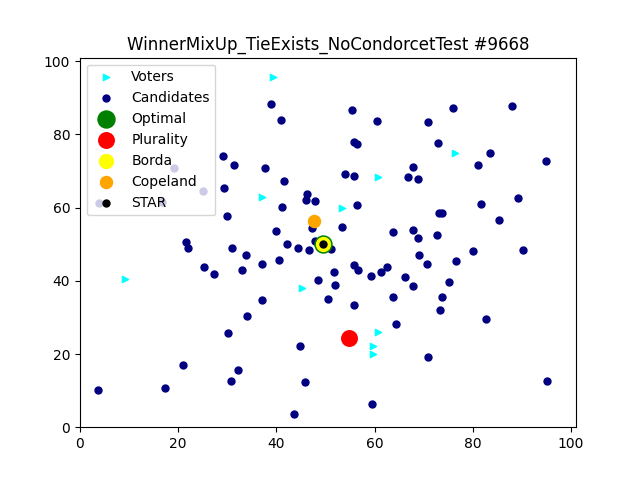 WinnerMixUp_TieExists_NoCondorcetTest #9668
100
80
60
40
20
0
0 20 40 60 80 100
Voters
Candidates
Optimal
Plurality
Borda
Copeland
STAR